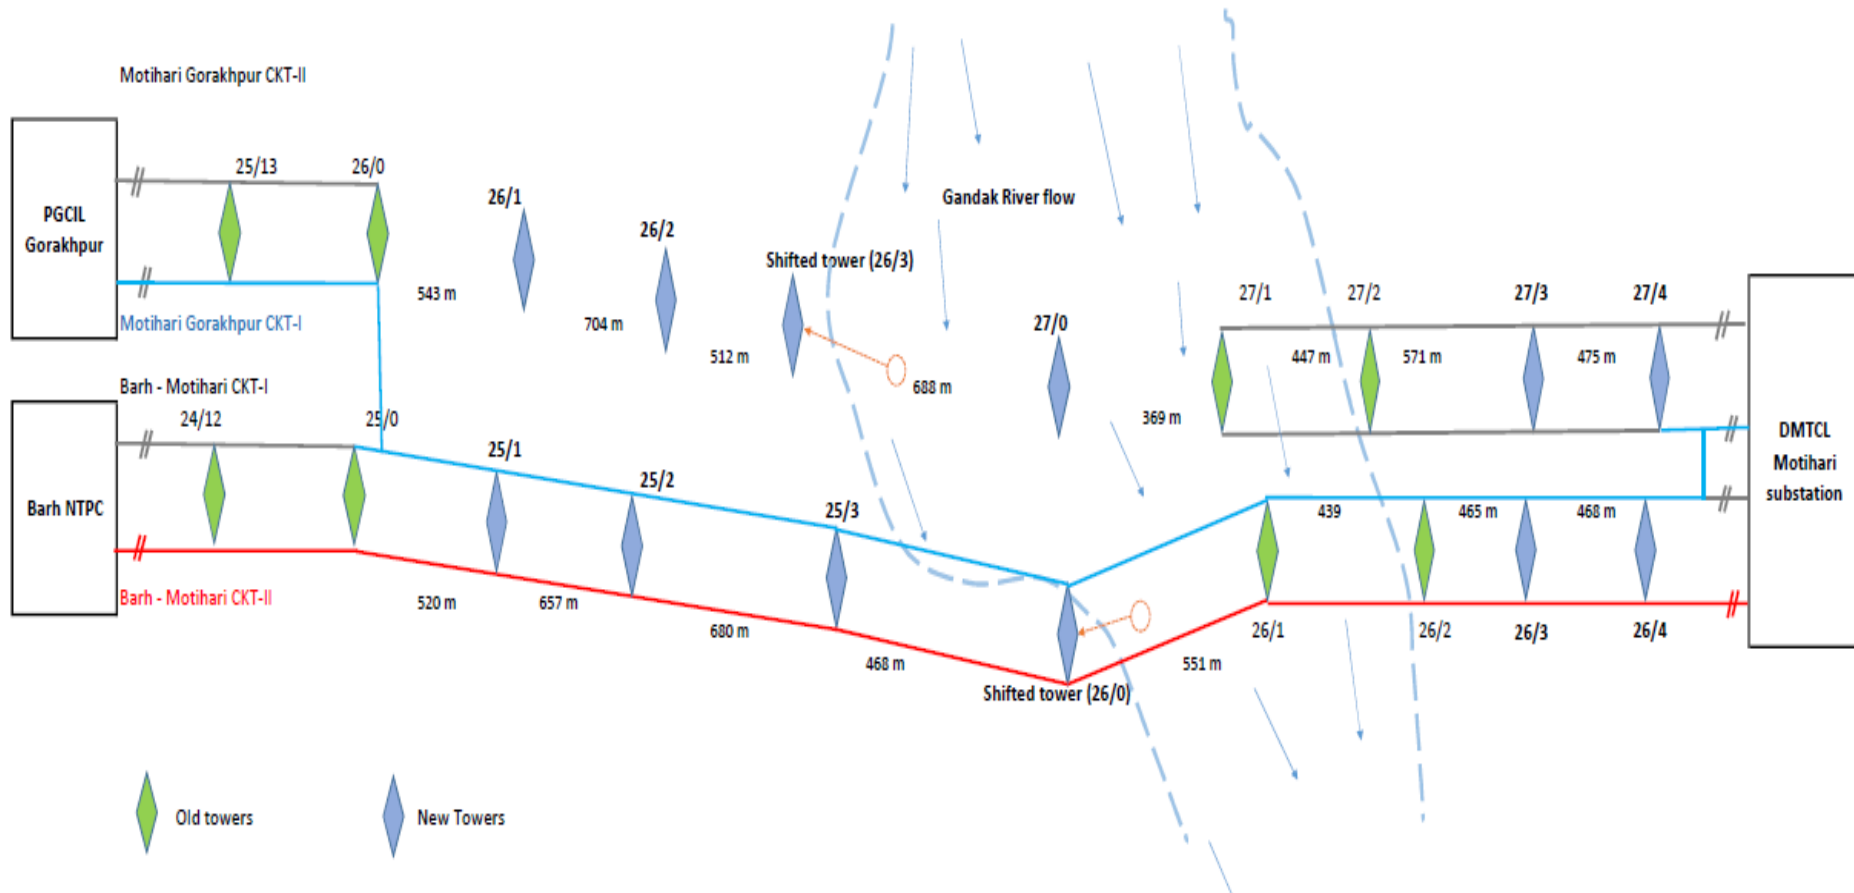 Motihari Gorakhpur CKT-II
PGCIL
Gorakhpur
25/13
26/0
26/1
26/2
Shifted tower (26/3)
Gandak River flow
543 m
704 m
512 m
688 m
27/0
369 m
27/1
27/2
27/3
27/4
447 m
571 m
475 m
Motihari Gorakhpur CKT-I
Barh - Motihari CKT-I
24/12
25/0
25/1
25/2
25/3
Barh NTPC
DMTCL
Motihari
substation
439
465 m
468 m
Barh - Motihari CKT-II
520 m
657 m
680 m
468 m
551 m
26/1
26/2
26/3
26/4
Shifted tower (26/0)
Old towers
New Towers